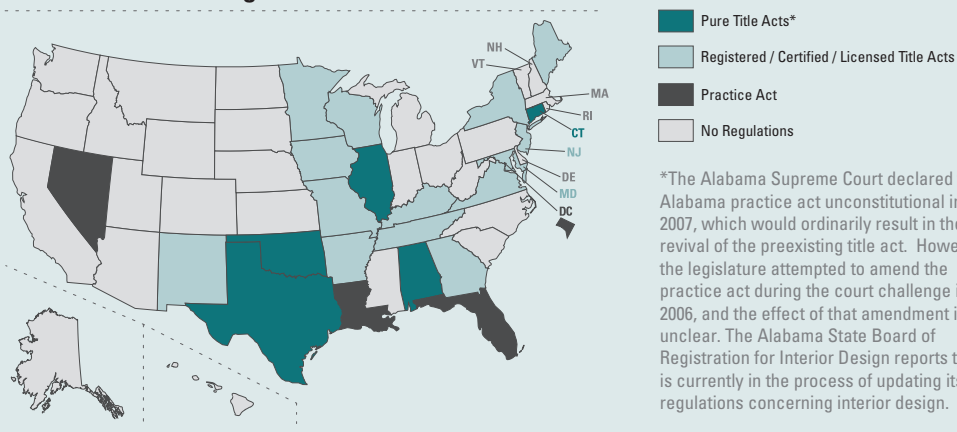 NH
VT
MA
RI
CT
NJ
DE
MD
DC
Pure Title Acts*
Registered / Certified / Licensed Title Acts
Practice Act
No Regulations
*The Alabama Supreme Court declared
Alabama practice act unconstitutional in
2007, which would ordinarily result in the
revival of the preexisting title act.
the legislature attempted to amend the
practice act during the court challenge
2006, and the effect of that amendment
unclear. The Alabama State Board of
Registration for Interior Design reports
is currently in the process of updating
regulations concerning interior design.